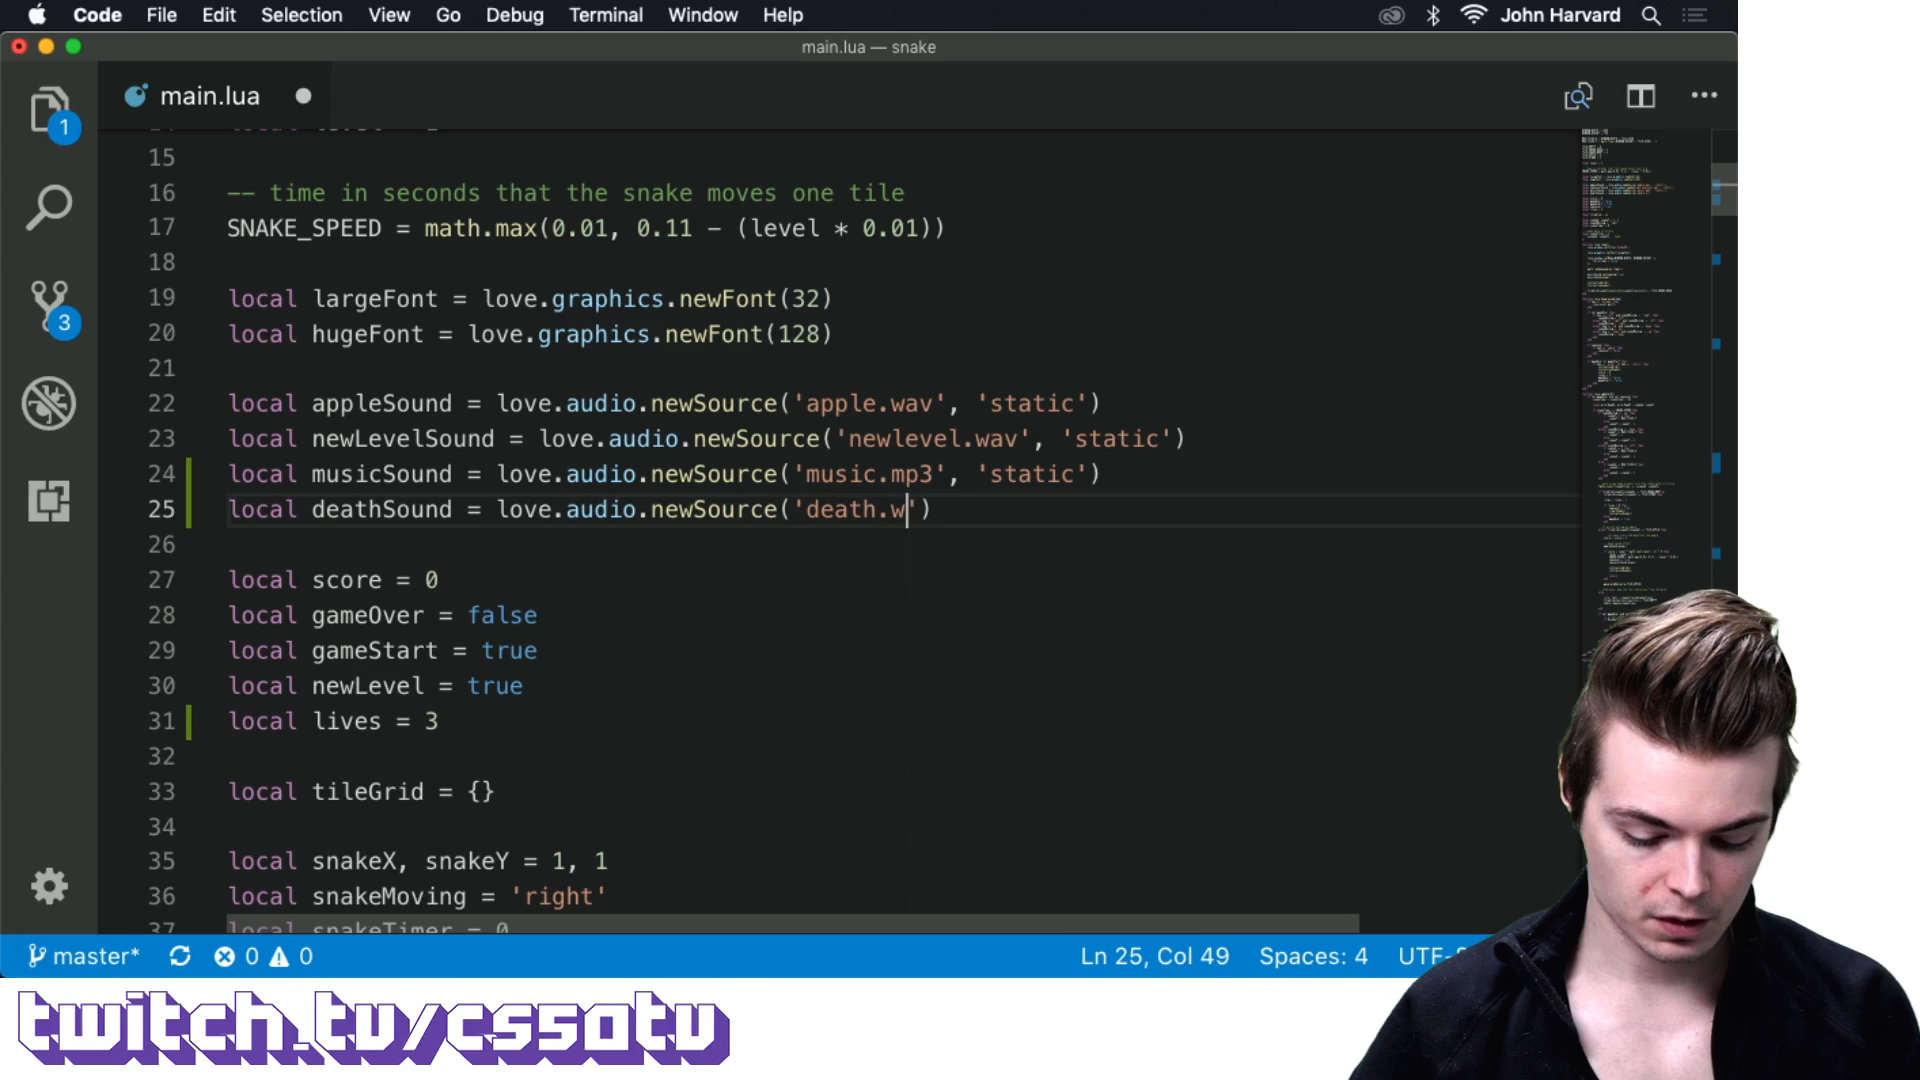 Code File Edit Selection View Go Debug Terminal Window Help John Harvard
main.lua — snake
main.lua
1
3
15
16 -- time in seconds that the snake moves one tile
17 SNAKE_SPEED = math.max(0.01, 0.11 - (level * 0.01))
18
19 local largeFont = love.graphics.newFont(32)
20 local hugeFont = love.graphics.newFont(128)
21
22 local appleSound = love.audio.newSource('apple.wav', 'static')
23 local newLevelSound = love.audio.newSource('newlevel.wav', 'static')
24 local musicSound = love.audio.newSource('music.mp3', 'static')
25 local deathSound = love.audio.newSource('death.w')
26
27 local score = 0
28 local gameOver = false
29 local gameStart = true
30 local newLevel = true
31 local lives = 3
32
33 local tileGrid = {}
34
35 local snakeX, snakeY = 1, 1
36 local snakeMoving = 'right'
37 local snakeTimer = 0
master* 0 0 Ln 25, Col 49 Spaces: 4 UTF-
twitch.tv/cs50tv